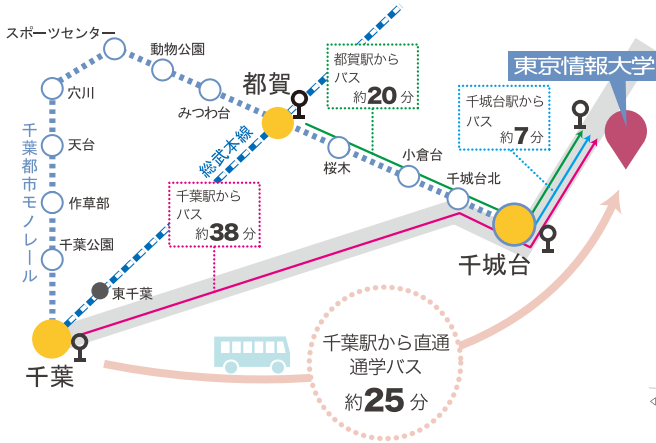 スポーツセンター
動物公園
みつわ台
穴川
天台
作草部
千葉公園
千葉都市モノレール
千葉
東千葉
総武本線
都賀
都賀駅から
バス
約20分
桜木
小倉台
千城台北
千城台
千城台駅から
バス
約7分
東京情報大学
千葉駅から
バス
約38分
千葉駅から直通
通学バス
約25分